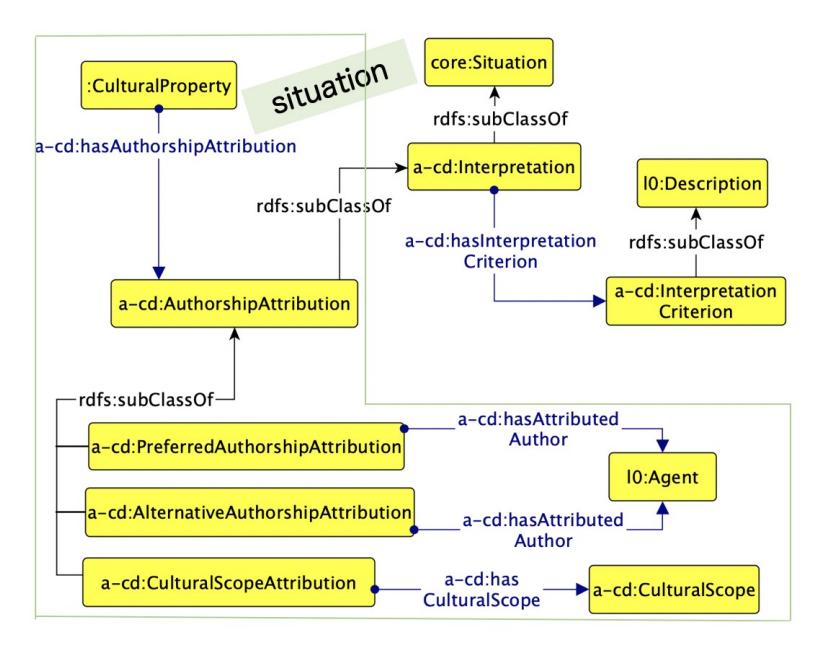 core:Situation
:CulturalProperty
situation
rdfs:subClassOf
a-cd:hasAuthorshipAttribution
a-cd:Interpretation
l0:Description
rdfs:subClassOf
a-cd:hasInterpretation
Criterion
rdfs:subClassOf
a-cd:AuthorshipAttribution
a-cd:Interpretation
Criterion
rdfs:subClassOf
a-cd:PreferredAuthorshipAttribution
a-cd:hasAttributed
Author
l0:Agent
a-cd:AlternativeAuthorshipAttribution
a-cd:hasAttributed
Author
a-cd:CulturalScopeAttribution
a-cd:has
CulturalScope
a-cd:CulturalScope